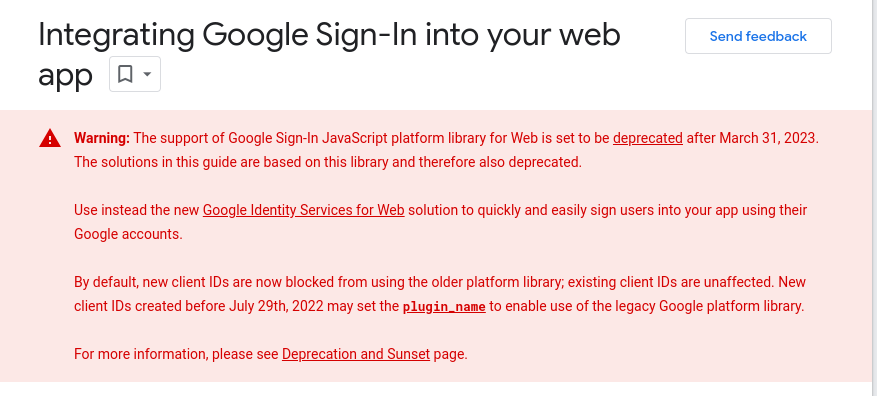 Integrating Google Sign-In into your web
app
Send feedback
Warning: The support of Google Sign-In JavaScript platform library for Web is set to be deprecated after March 31, 2023.
The solutions in this guide are based on this library and therefore also deprecated.
Use instead the new Google Identity Services for Web solution to quickly and easily sign users into your app using their
Google accounts.
By default, new client IDs are now blocked from using the older platform library; existing client IDs are unaffected. New
client IDs created before July 29th, 2022 may set the plugin_name to enable use of the legacy Google platform library.
For more information, please see Deprecation and Sunset page.